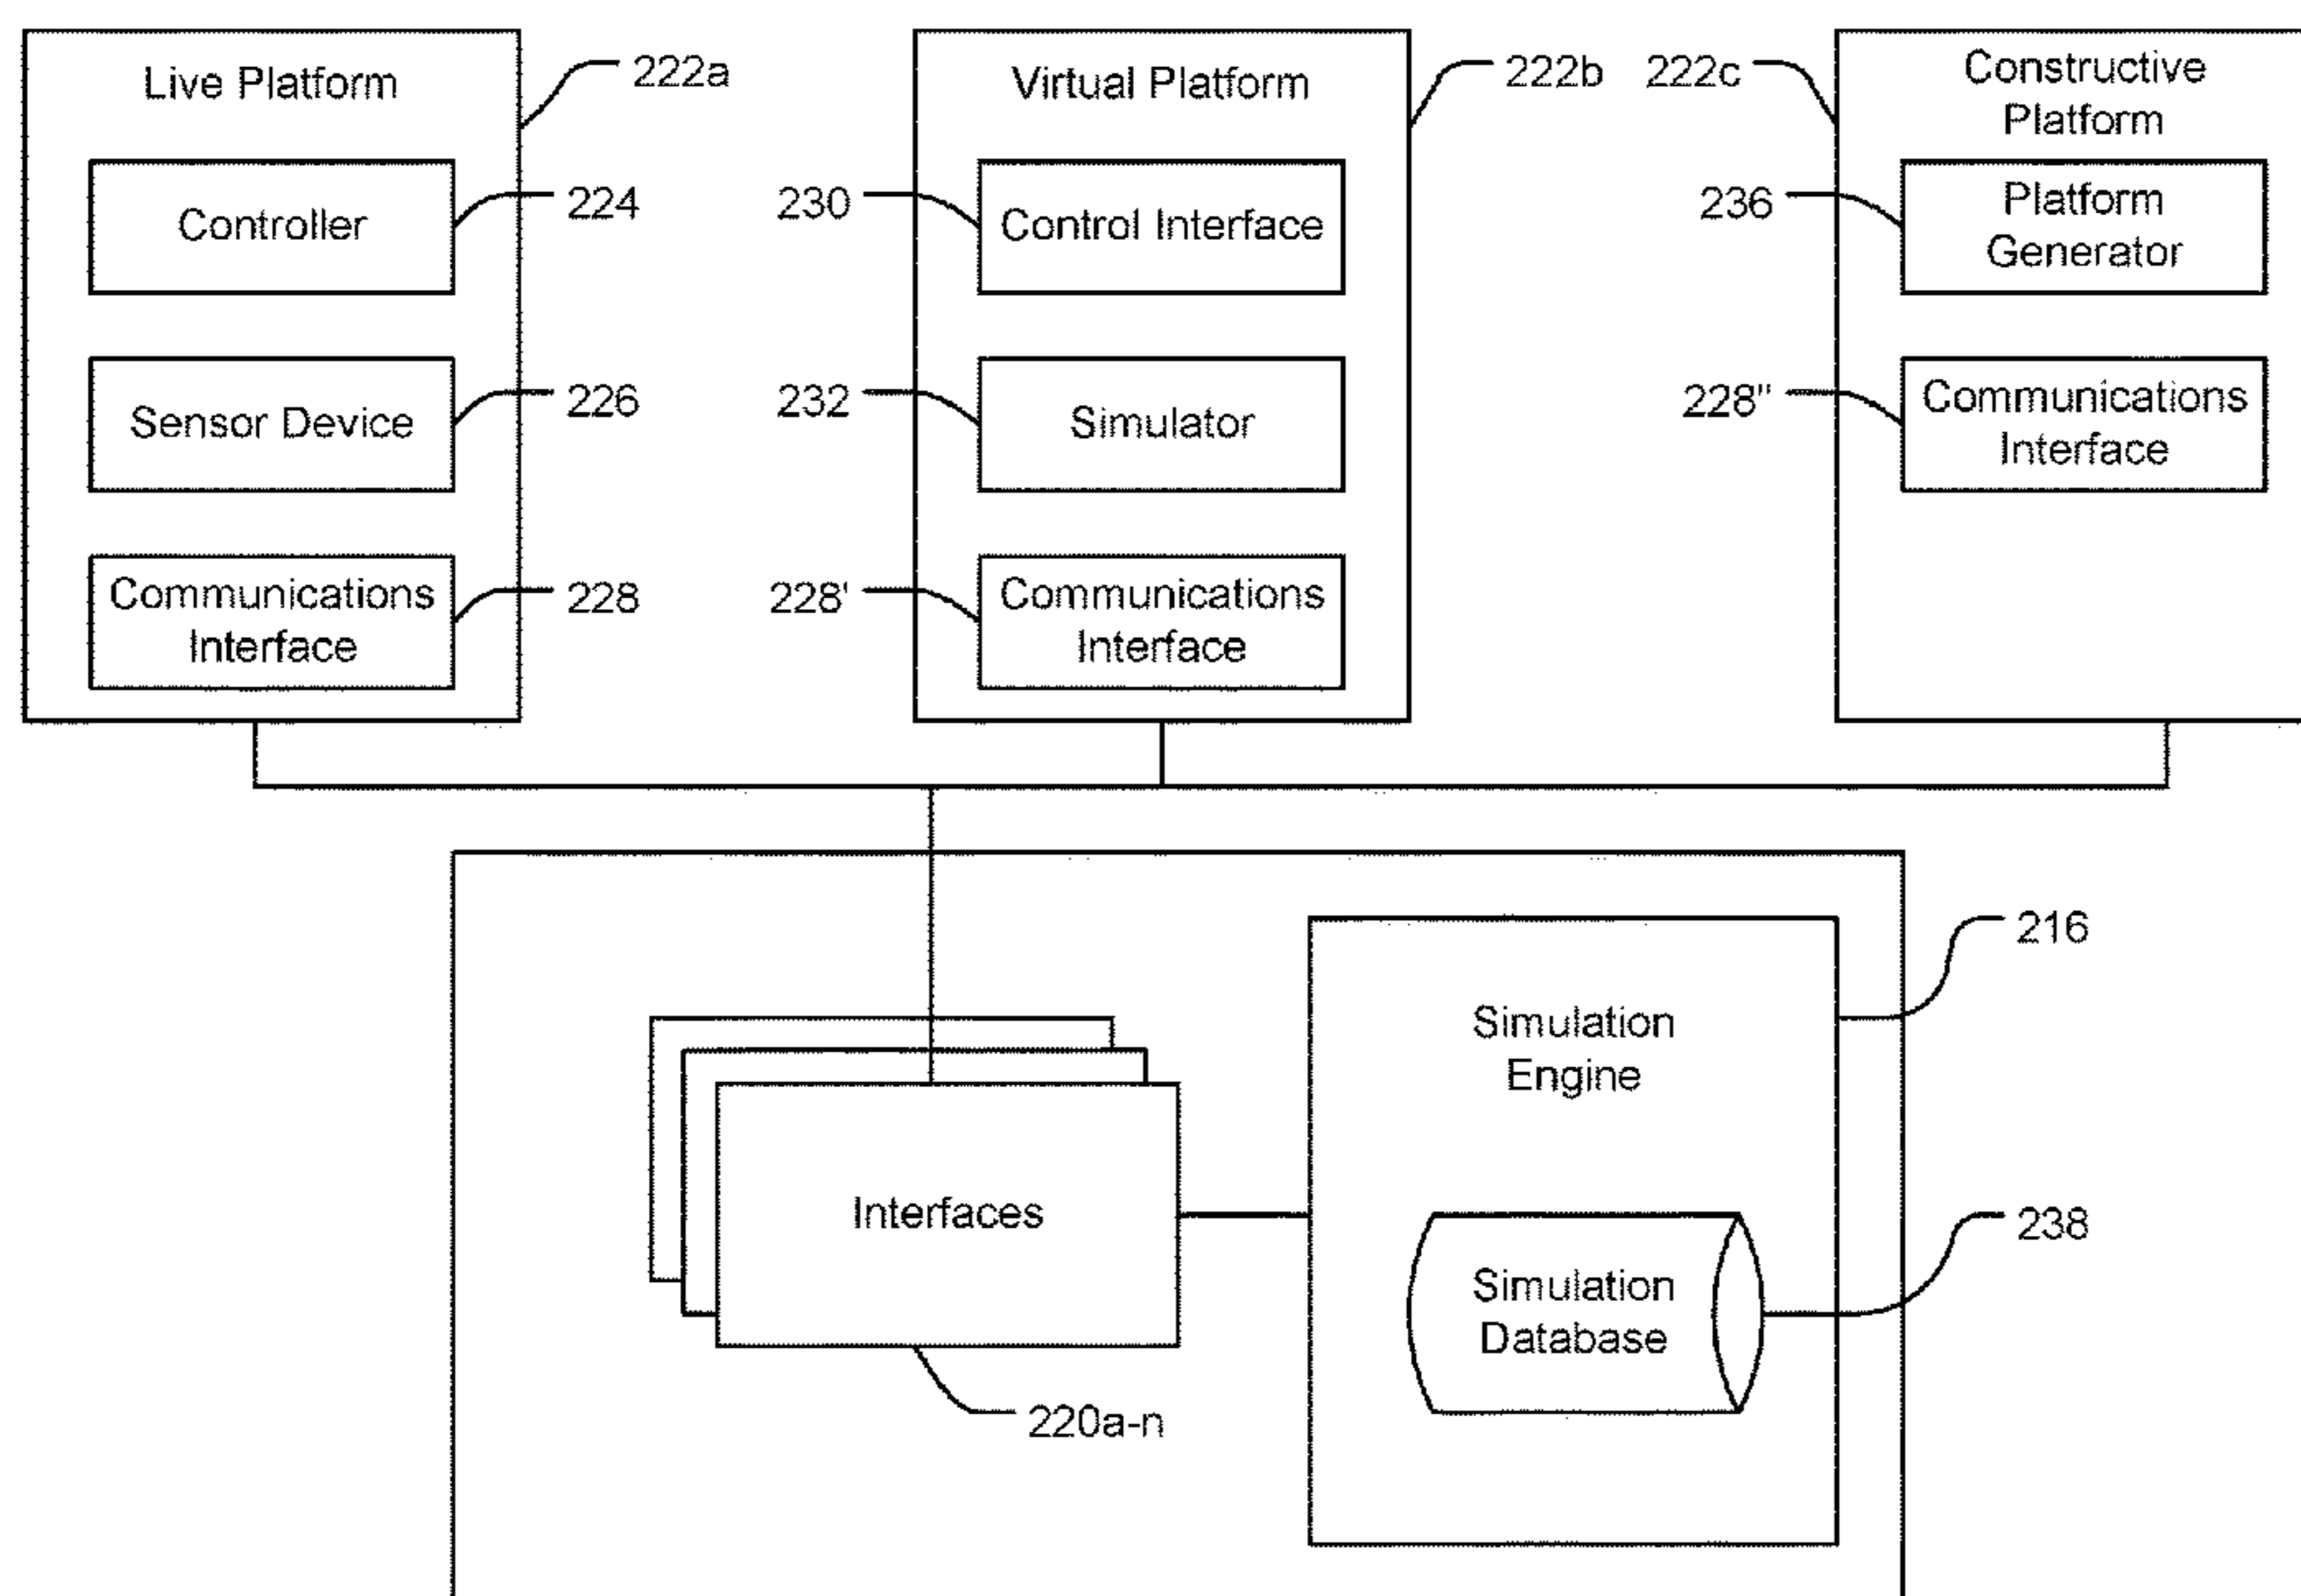 Live Platform
222a
Controller
224
Sensor Device
226
Communications
Interface
228
Virtual Platform
222b
230
Control Interface
232
Simulator
228'
Communications
Interface
222c
Constructive
Platform
236
Platform
Generator
228"
Communications
Interface
Interfaces
220a-n
Simulation
Engine
216
Simulation
Database
238